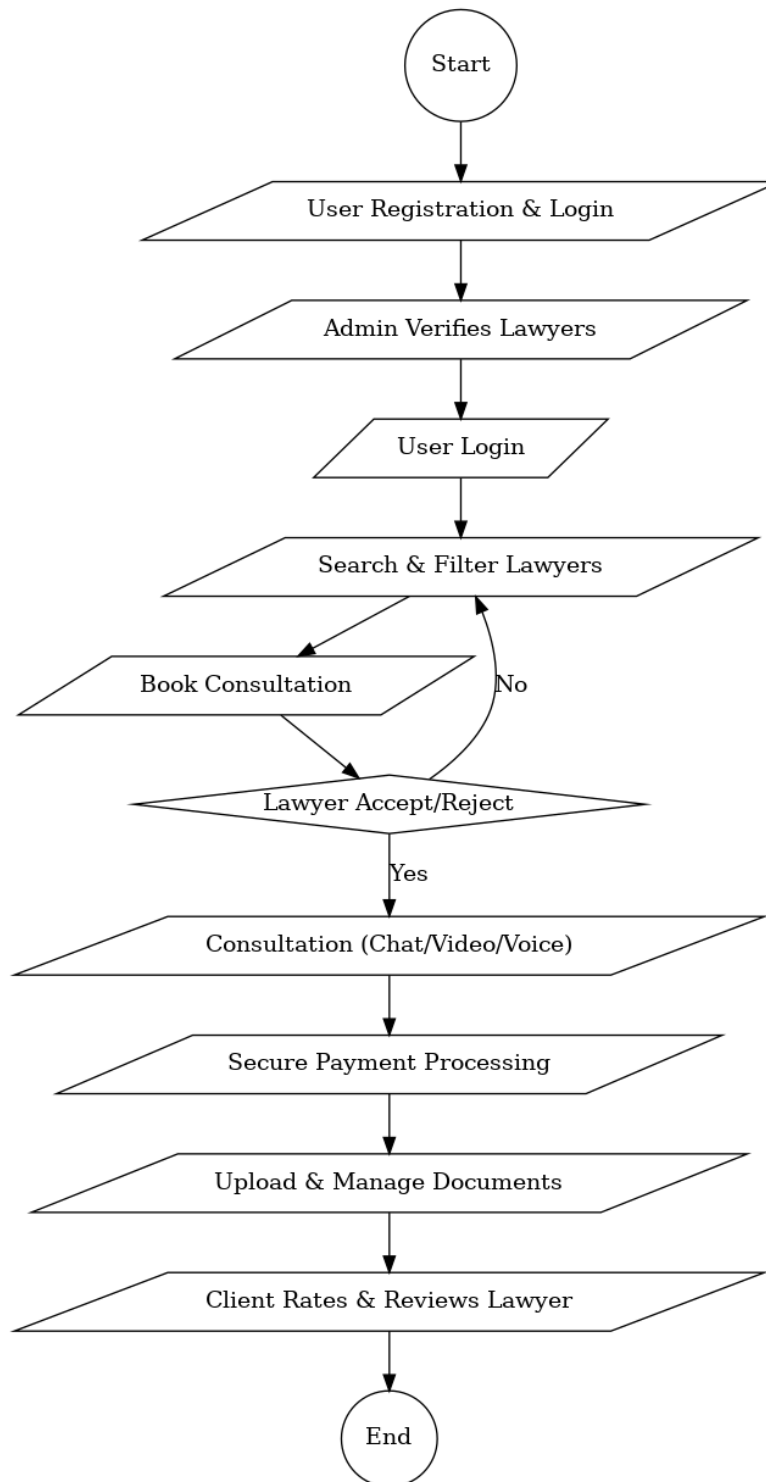 Start
User Registration & Login
Admin Verifies Lawyers
User Login
Search & Filter Lawyers
Book Consultation
No
Lawyer Accept/Reject
Yes
Consultation (Chat/Video/Voice)
Secure Payment Processing
Upload & Manage Documents
Client Rates & Reviews Lawyer
End